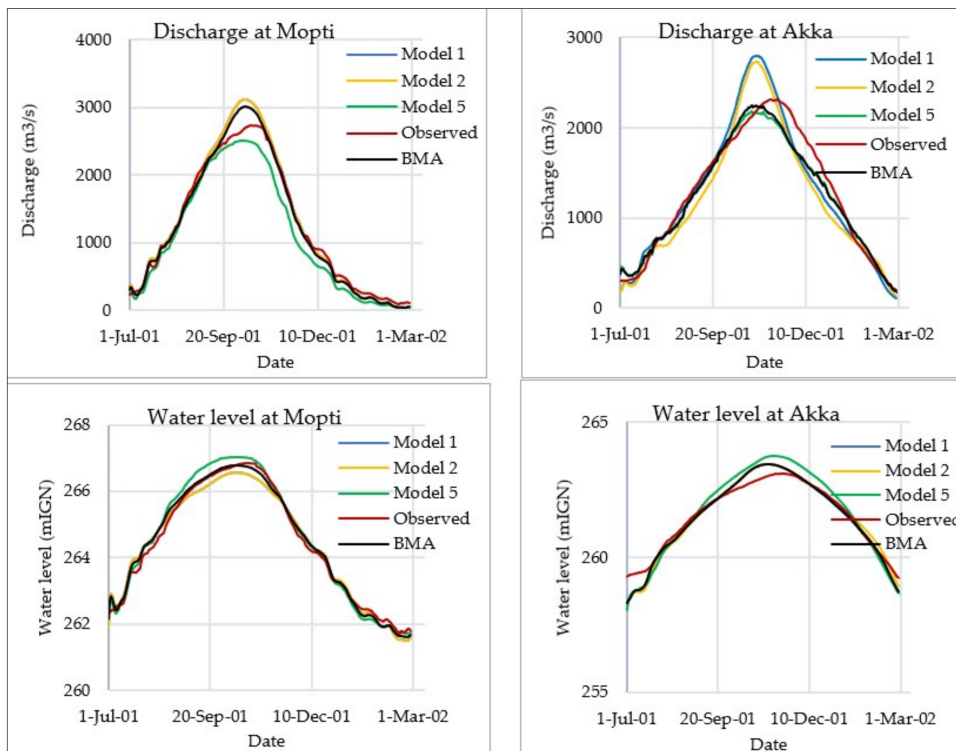 Discharge at Mopti
4000
3000
2000
1000
0
Discharge (m3/s)
Model 1
Model 2
Model 5
Observed
BMA
1-Jul-01 20-Sep-01 10-Dec-01 1-Mar-02
Date
Discharge at Akka
3000
2000
1000
0
Discharge (m3/s)
Model 1
Model 2
Model 5
Observed
BMA
1-Jul-01 20-Sep-01 10-Dec-01 1-Mar-02
Date
Water level at Mopti
268
266
264
262
260
Water level (mIGN)
Model 1
Model 2
Model 5
Observed
BMA
1-Jul-01 20-Sep-01 10-Dec-01 1-Mar-02
Date
Water level at Akka
265
260
255
Water level (mIGN)
Model 1
Model 2
Model 5
Observed
BMA
1-Jul-01 20-Sep-01 10-Dec-01 1-Mar-02
Date